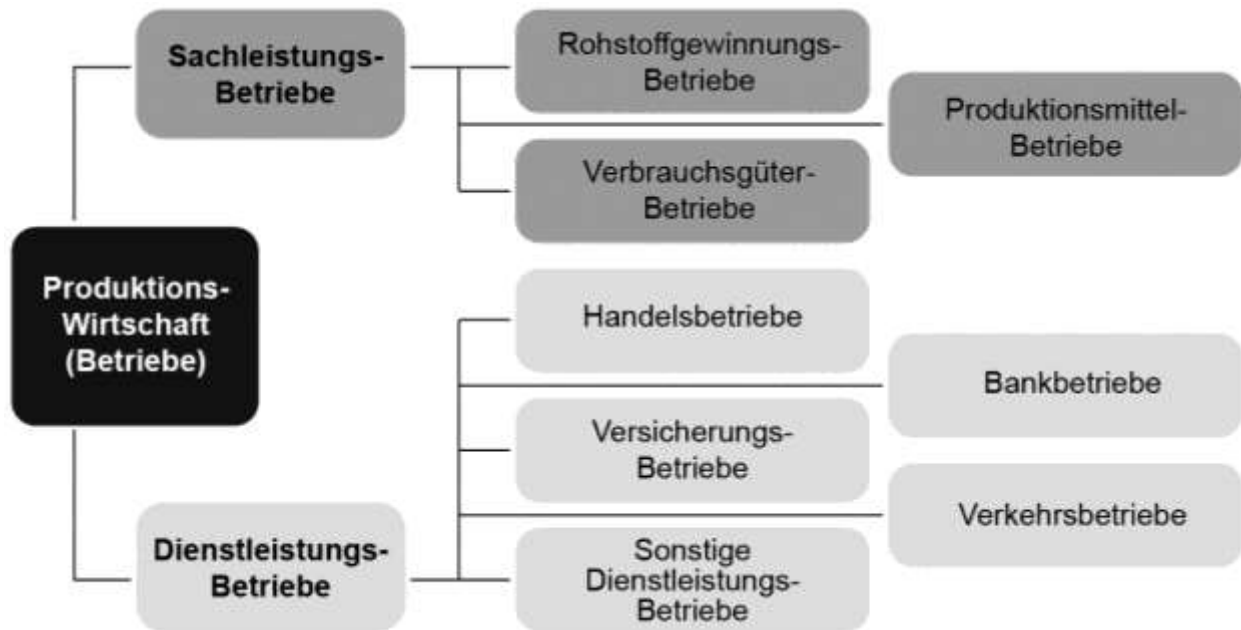 Sachleistungs-
Betriebe
Rohstoffgewinnungs-
Betriebe
Produktionsmittel-
Betriebe
Verbrauchsgüter-
Betriebe
Produktions-
Wirtschaft
(Betriebe)
Handelsbetriebe
Bankbetriebe
Versicherungs-
Betriebe
Verkehrsbetriebe
Dienstleistungs-
Betriebe
Sonstige
Dienstleistungs-
Betriebe